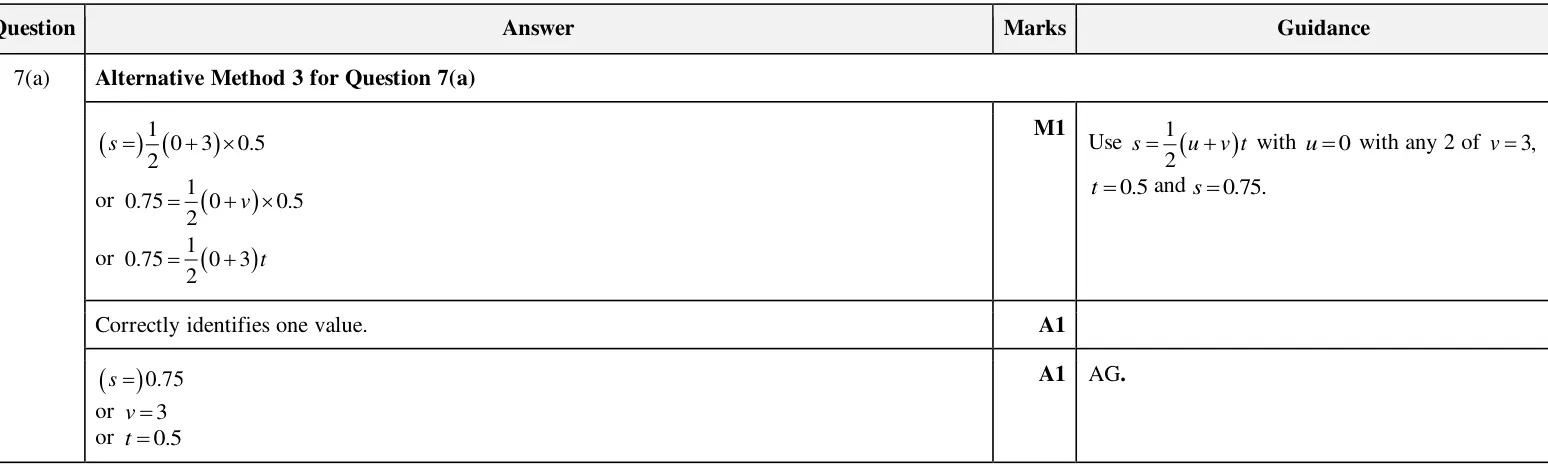 Question Answer Marks Guidance
7(a) Alternative Method 3 for Question 7(a)
(s=) 1/2 (0+3)×0.5 M1 Use s = 1/2 (u+v)t with u=0 with any 2 of v=3,
or 0.75 = 1/2 (0+v)×0.5 t=0.5 and s=0.75.
or 0.75 = 1/2 (0+3)t
Correctly identifies one value. A1
(s=)0.75 A1 AG.
or v=3
or t=0.5